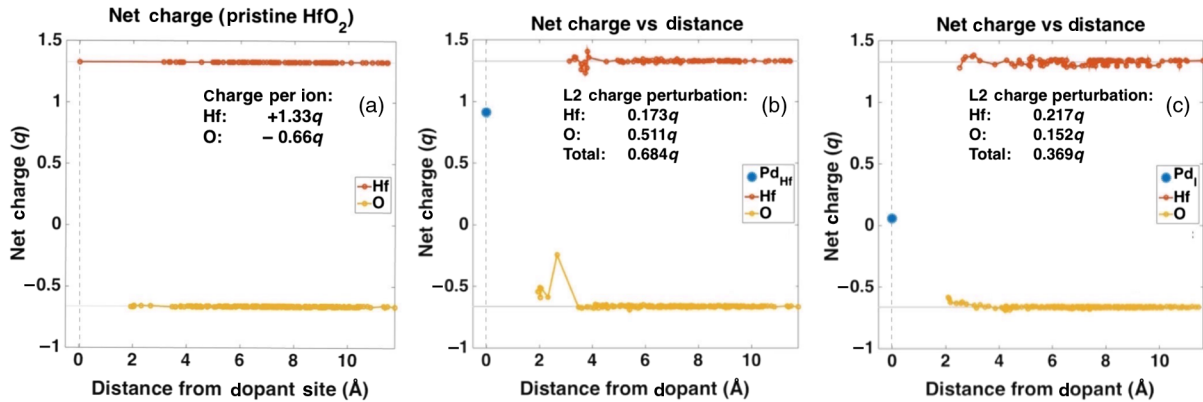 Net charge (pristine HfO2)
1.5
1
0.5
0
−0.5
−1
Net charge (q)
Charge per ion:
Hf: +1.33q
O: − 0.66q
(a)
Hf
O
0 2 4 6 8 10
Distance from dopant site (Å)
Net charge vs distance
1.5
1
0.5
0
−0.5
−1
Net charge (q)
L2 charge perturbation:
Hf: 0.173q
O: 0.511q
Total: 0.684q
(b)
PdHf
Hf
O
0 2 4 6 8 10
Distance from dopant (Å)
Net charge vs distance
1.5
1
0.5
0
−0.5
−1
Net charge (q)
L2 charge perturbation:
Hf: 0.217q
O: 0.152q
Total: 0.369q
(c)
PdI
Hf
O
0 2 4 6 8 10
Distance from dopant (Å)